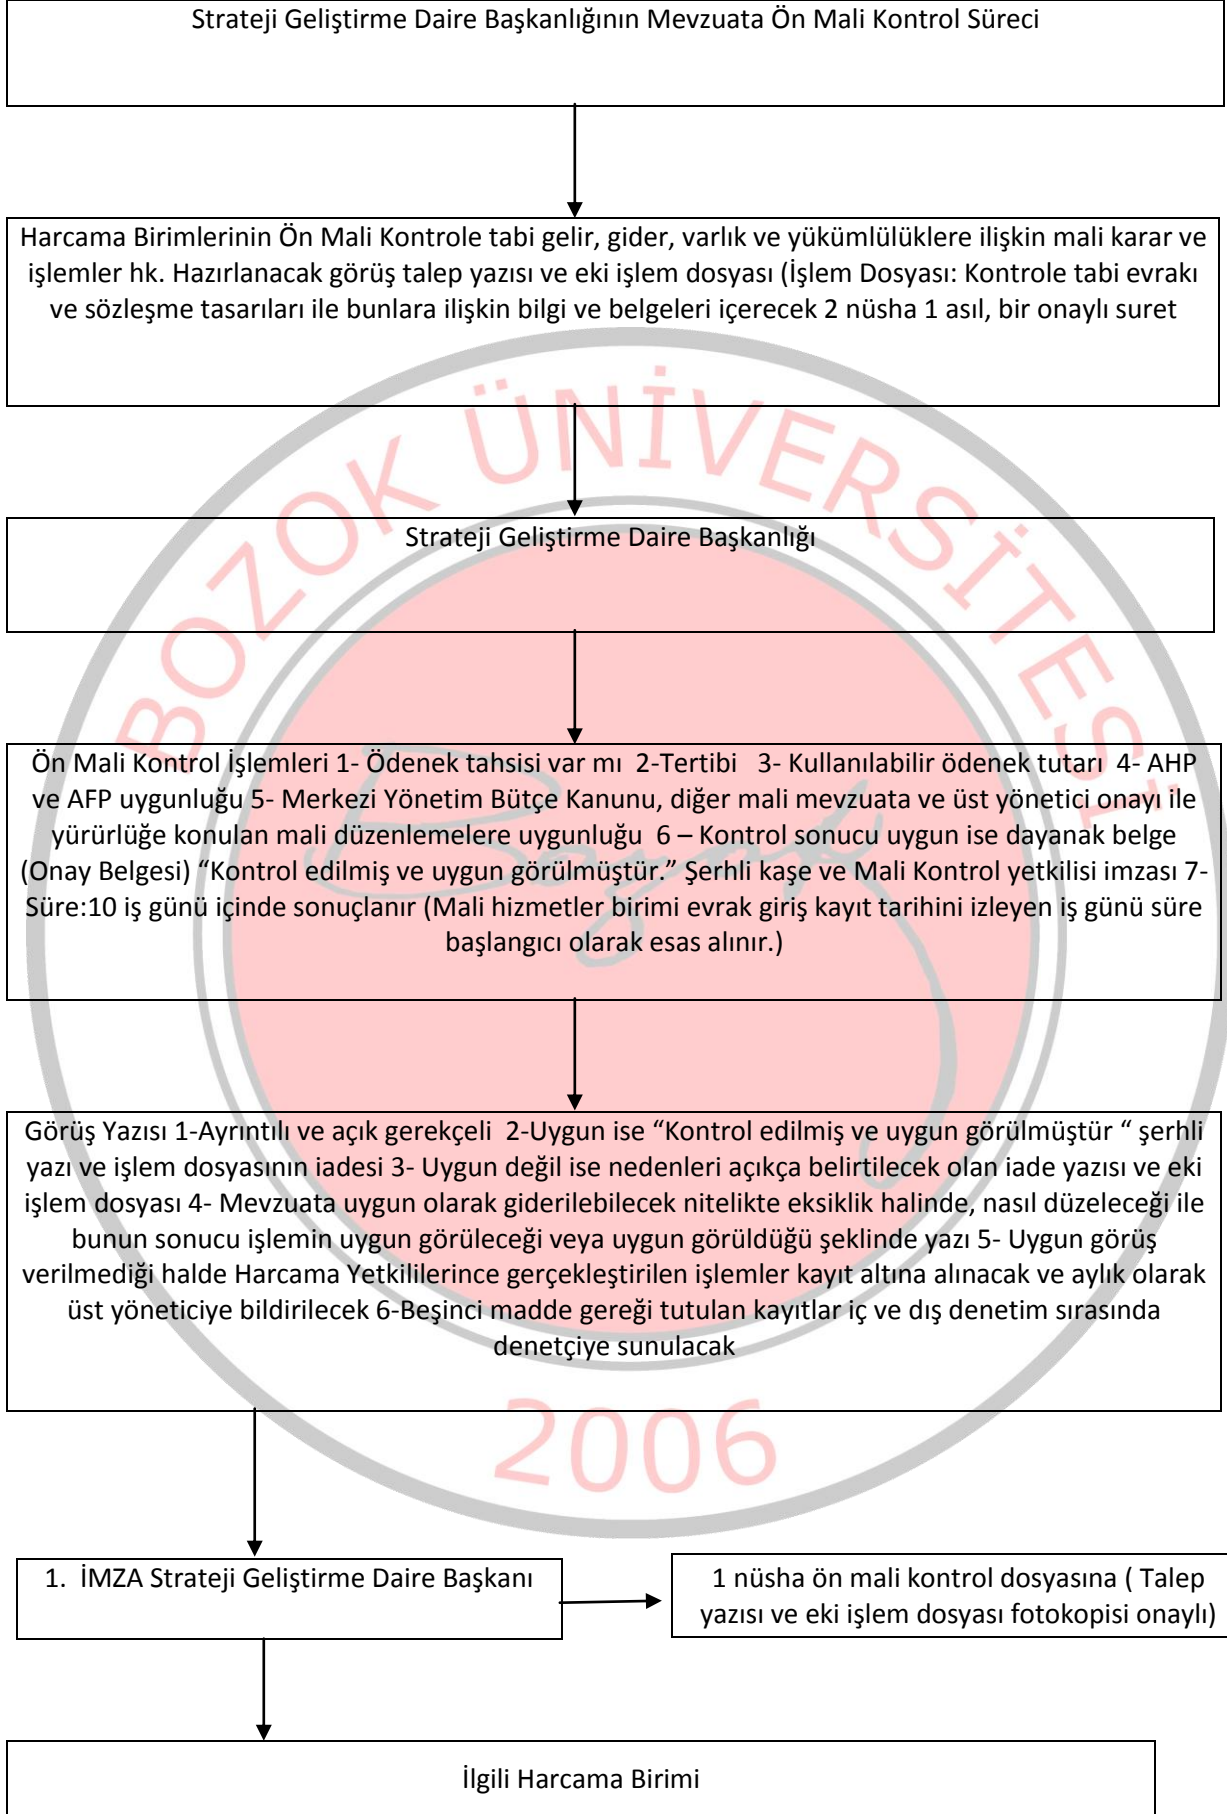 Strateji Geliştirme Daire Başkanlığının Mevzuata Ön Mali Kontrol Süreci
Harcama Birimlerinin Ön Mali Kontrole tabi gelir, gider, varlık ve yükümlülüklere ilişkin mali karar ve
işlemler hk. Hazırlanacak görüş talep yazısı ve eki işlem dosyası (İşlem Dosyası: Kontrole tabi evrakı
ve sözleşme tasarıları ile bunlara ilişkin bilgi ve belgeleri içerecek 2 nüsha 1 asıl, bir onaylı suret
BOZOK ÜNİVERSİTESİ
Strateji Geliştirme Daire Başkanlığı
Ön Mali Kontrol İşlemleri 1- Ödenek tahsisi var mı 2-Tertibi 3- Kullanılabilir ödenek tutarı 4- AHP
ve AFP uygunluğu 5- Merkezi Yönetim Bütçe Kanunu, diğer mali mevzuata ve üst yönetici onayı ile
yürürlüğe konulan mali düzenlemelere uygunluğu 6 – Kontrol sonucu uygun ise dayanak belge
(Onay Belgesi) “Kontrol edilmiş ve uygun görülmüştür.” Şerhli kaşe ve Mali Kontrol yetkilisi imzası 7-
Süre:10 iş günü içinde sonuçlanır (Mali hizmetler birimi evrak giriş kayıt tarihini izleyen iş günü süre
başlangıcı olarak esas alınır.)
Bozok
Görüş Yazısı 1-Ayrıntılı ve açık gerekçeli 2-Uygun ise “Kontrol edilmiş ve uygun görülmüştür “ şerhli
yazı ve işlem dosyasının iadesi 3- Uygun değil ise nedenleri açıkça belirtilecek olan iade yazısı ve eki
işlem dosyası 4- Mevzuata uygun olarak giderilebilecek nitelikte eksiklik halinde, nasıl düzeleceği ile
bunun sonucu işlemin uygun görüleceği veya uygun görüldüğü şeklinde yazı 5- Uygun görüş
verilmediği halde Harcama Yetkililerince gerçekleştirilen işlemler kayıt altına alınacak ve aylık olarak
üst yöneticiye bildirilecek 6-Beşinci madde gereği tutulan kayıtlar iç ve dış denetim sırasında
denetçiye sunulacak
2006
1. İMZA Strateji Geliştirme Daire Başkanı
1 nüsha ön mali kontrol dosyasına ( Talep
yazısı ve eki işlem dosyası fotokopisi onaylı)
İlgili Harcama Birimi